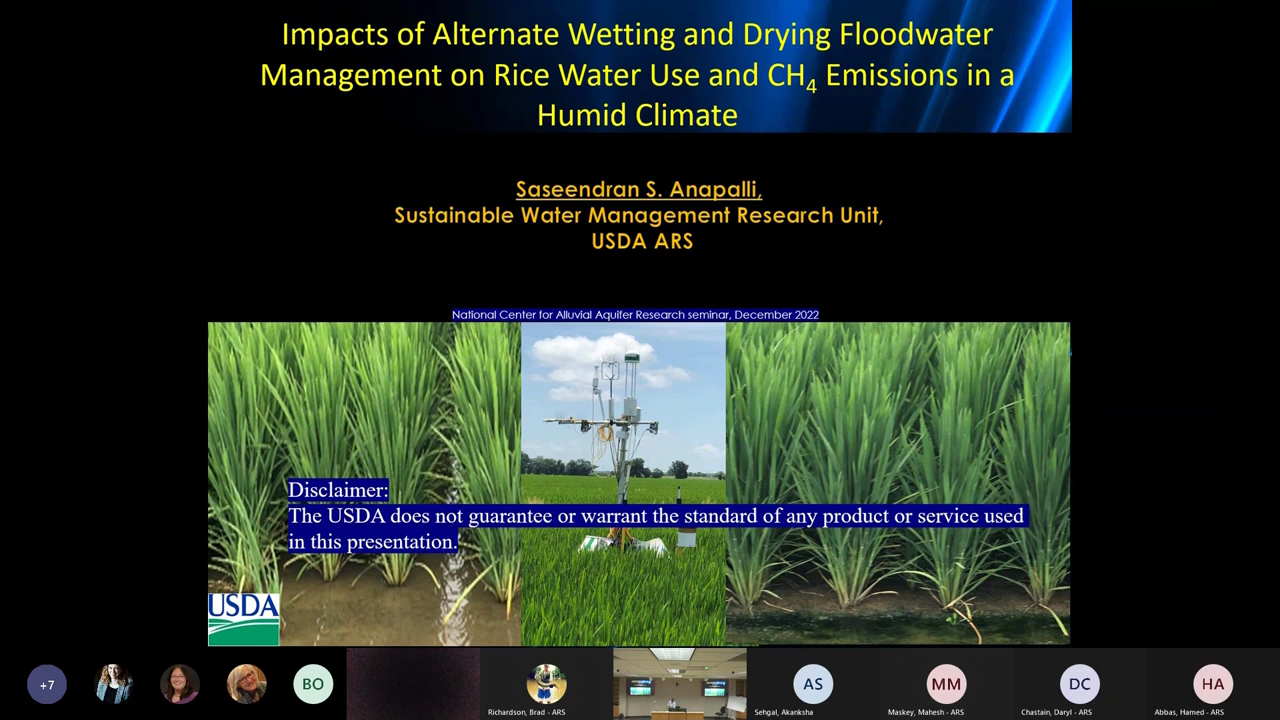 Impacts of Alternate Wetting and Drying Floodwater
Management on Rice Water Use and CH₄ Emissions in a
Humid Climate
Saseendran S. Anapalli,
Sustainable Water Management Research Unit,
USDA ARS
National Center for Alluvial Aquifer Research seminar, December 2022
Disclaimer:
The USDA does not guarantee or warrant the standard of any product or service used
in this presentation.
USDA
+7
BO
Richardson, Brad - ARS
AS
Sehgal, Akanksha
MM
Maskey, Mahesh - ARS
DC
Chastain, Daryl - ARS
HA
Abbas, Hamed - ARS